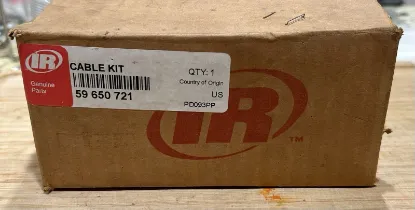 IR
Genuine
Parts
CABLE KIT
59 650 721
QTY: 1
Country of Origin
US
PD093PP
IR
TM